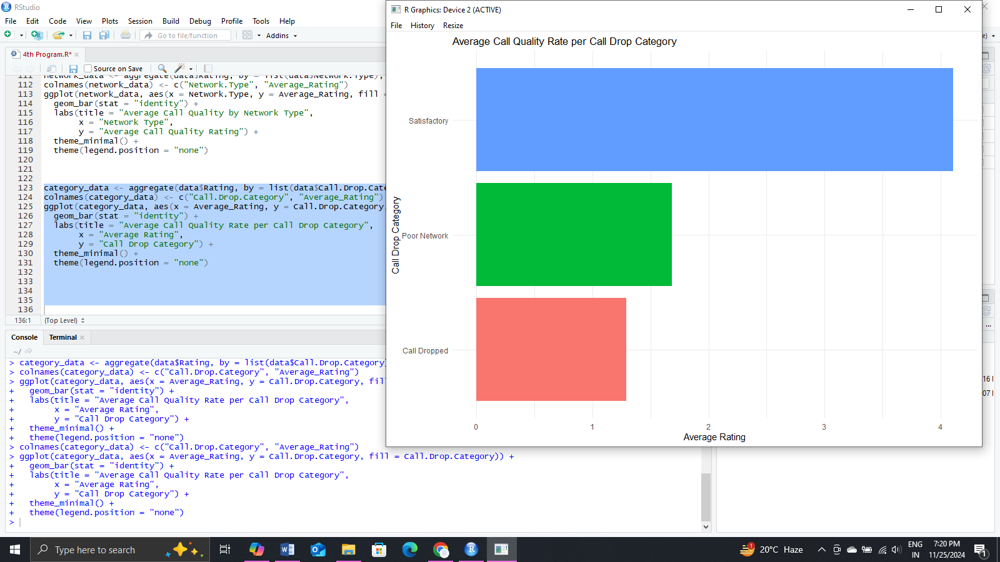 RStudio
File Edit Code View Plots Session Build Debug Profile Tools Help
Go to file/function
Addins
4th Program.R*
Source on Save
112 colnames(network_data) <- c("Network.Type", "Average_Rating")
113 ggplot(network_data, aes(x = Network.Type, y = Average_Rating, fill =
114 geom_bar(stat = "identity") +
115 labs(title = "Average Call Quality by Network Type",
116 x = "Network Type",
117 y = "Average Call Quality Rating") +
118 theme_minimal() +
119 theme(legend.position = "none")
120
121
122
123 category_data <- aggregate(data$Rating, by = list(data$Call.Drop.Cate
124 colnames(category_data) <- c("Call.Drop.Category", "Average_Rating")
125 ggplot(category_data, aes(x = Average_Rating, y = Call.Drop.Category,
126 geom_bar(stat = "identity") +
127 labs(title = "Average Call Quality Rate per Call Drop Category",
128 x = "Average Rating",
129 y = "Call Drop Category") +
130 theme_minimal() +
131 theme(legend.position = "none")
132
133
134
135
136
136:1 (Top Level)
Console Terminal
~/
> category_data <- aggregate(data$Rating, by = list(data$Call.Drop.Category)
> colnames(category_data) <- c("Call.Drop.Category", "Average_Rating")
> ggplot(category_data, aes(x = Average_Rating, y = Call.Drop.Category, fill
+ geom_bar(stat = "identity") +
+ labs(title = "Average Call Quality Rate per Call Drop Category",
+ x = "Average Rating",
+ y = "Call Drop Category") +
+ theme_minimal() +
+ theme(legend.position = "none")
> colnames(category_data) <- c("Call.Drop.Category", "Average_Rating")
> ggplot(category_data, aes(x = Average_Rating, y = Call.Drop.Category, fill = Call.Drop.Category)) +
+ geom_bar(stat = "identity") +
+ labs(title = "Average Call Quality Rate per Call Drop Category",
+ x = "Average Rating",
+ y = "Call Drop Category") +
+ theme_minimal() +
+ theme(legend.position = "none")
>
R Graphics: Device 2 (ACTIVE)
File History Resize
Average Call Quality Rate per Call Drop Category
Call Drop Category
Satisfactory
Poor Network
Call Dropped
0 1 2 3 4
Average Rating
16
07
Type here to search
20°C Haze
ENG
IN
7:20 PM
11/25/2024
1